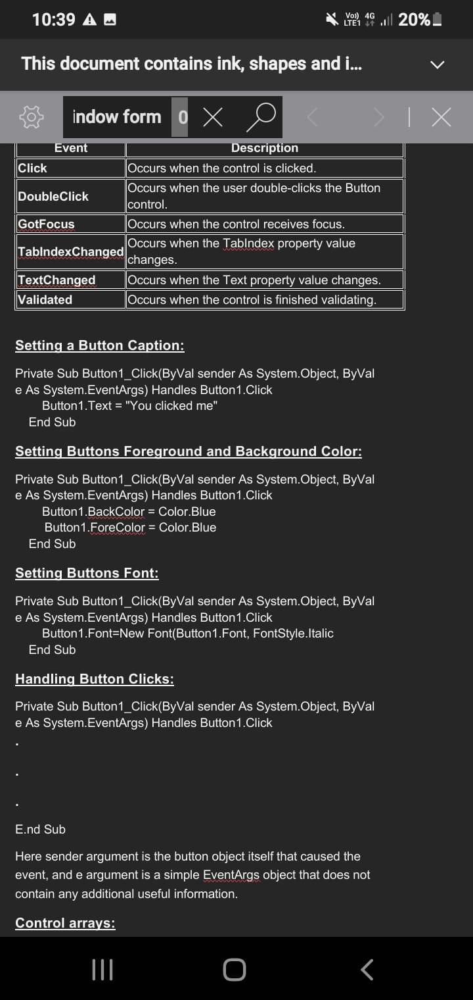 10:39
Vo)) 4G
LTE1
20%
This document contains ink, shapes and i...
indow form 0
Event Description
Click Occurs when the control is clicked.
DoubleClick Occurs when the user double-clicks the Button
control.
GotFocus Occurs when the control receives focus.
TabIndexChanged Occurs when the TabIndex property value
changes.
TextChanged Occurs when the Text property value changes.
Validated Occurs when the control is finished validating.
Setting a Button Caption:
Private Sub Button1_Click(ByVal sender As System.Object, ByVal
e As System.EventArgs) Handles Button1.Click
Button1.Text = "You clicked me"
End Sub
Setting Buttons Foreground and Background Color:
Private Sub Button1_Click(ByVal sender As System.Object, ByVal
e As System.EventArgs) Handles Button1.Click
Button1.BackColor = Color.Blue
Button1.ForeColor = Color.Blue
End Sub
Setting Buttons Font:
Private Sub Button1_Click(ByVal sender As System.Object, ByVal
e As System.EventArgs) Handles Button1.Click
Button1.Font=New Font(Button1.Font, FontStyle.Italic
End Sub
Handling Button Clicks:
Private Sub Button1_Click(ByVal sender As System.Object, ByVal
e As System.EventArgs) Handles Button1.Click
.
.
.
E.nd Sub
Here sender argument is the button object itself that caused the
event, and e argument is a simple EventArgs object that does not
contain any additional useful information.
Control arrays: